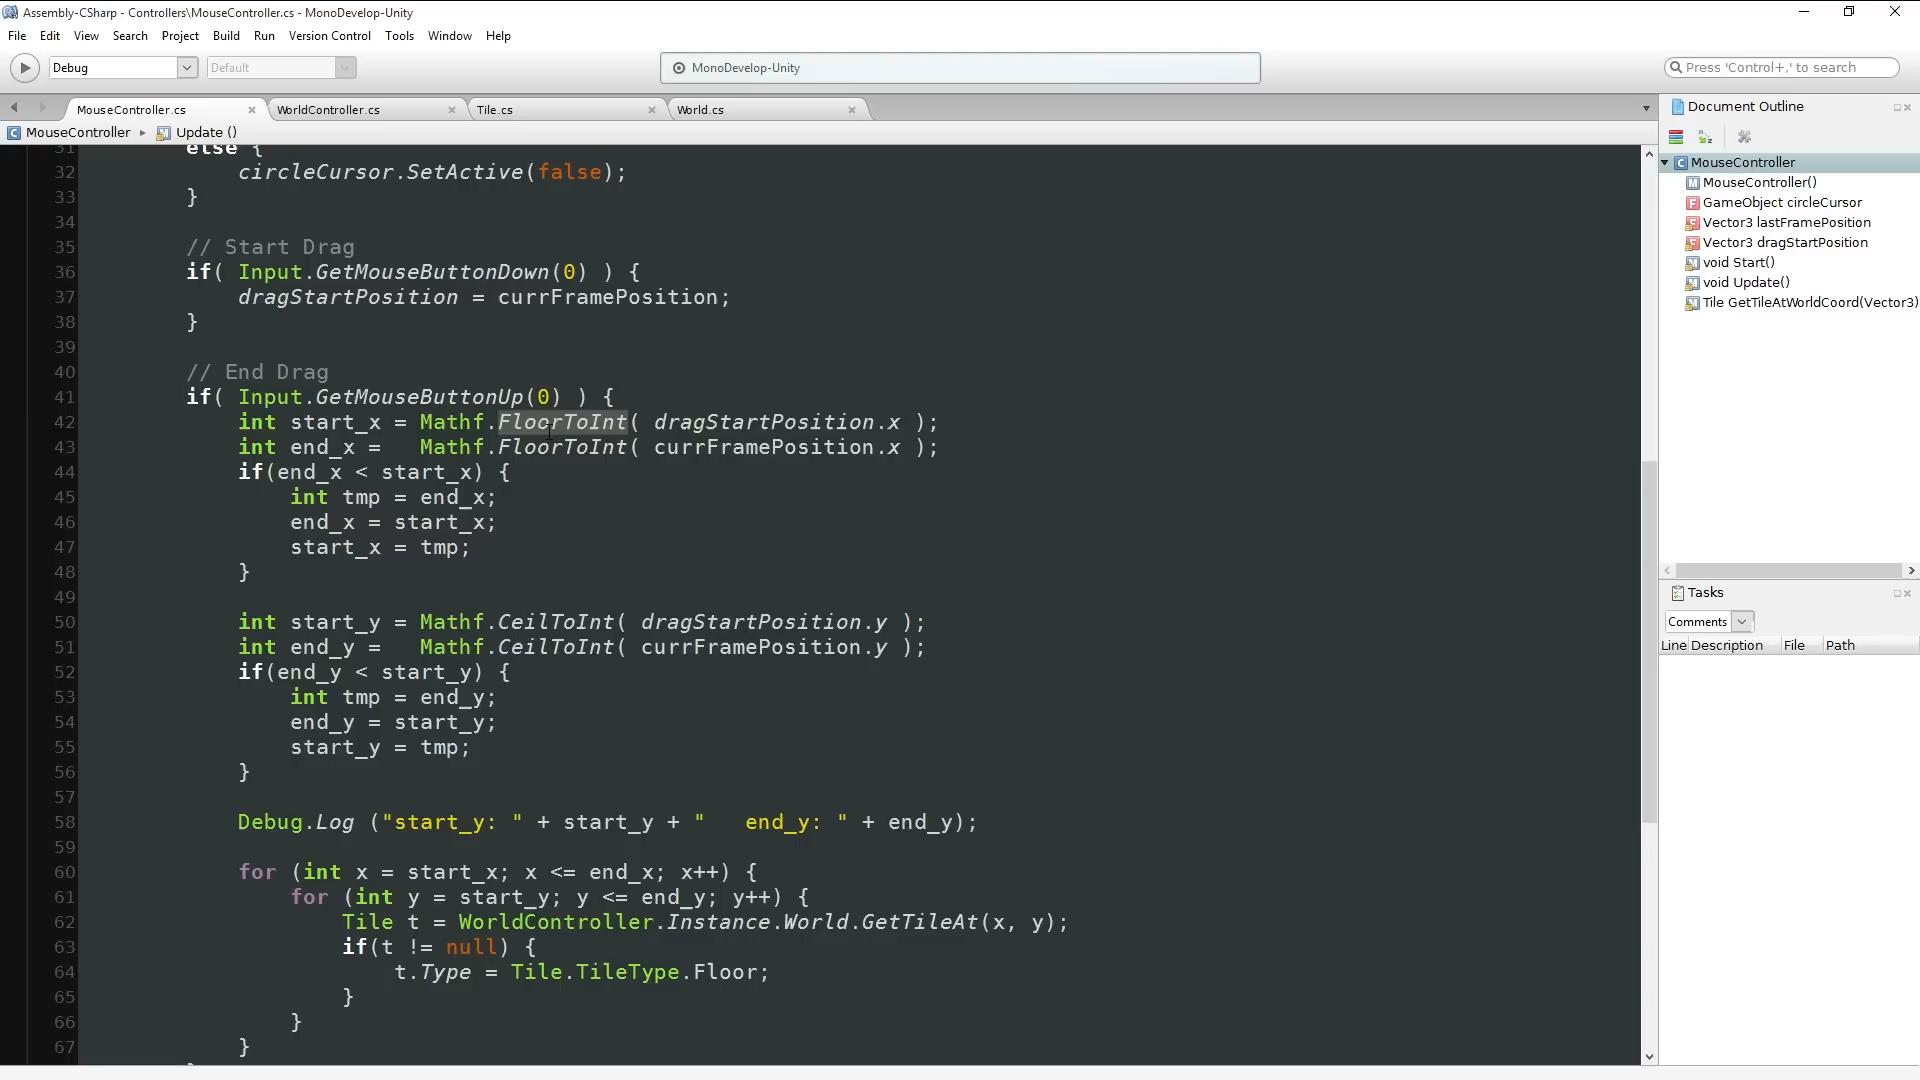 Assembly-CSharp - Controllers\MouseController.cs - MonoDevelop-Unity
File Edit View Search Project Build Run Version Control Tools Window Help
Debug Default MonoDevelop-Unity Press 'Control+,' to search
MouseController.cs WorldController.cs Tile.cs World.cs
MouseController Update ()
31 else {
32 circleCursor.SetActive(false);
33 }
34
35 // Start Drag
36 if( Input.GetMouseButtonDown(0) ) {
37 dragStartPosition = currFramePosition;
38 }
39
40 // End Drag
41 if( Input.GetMouseButtonUp(0) ) {
42 int start_x = Mathf.FloorToInt( dragStartPosition.x );
43 int end_x =   Mathf.FloorToInt( currFramePosition.x );
44 if(end_x < start_x) {
45 int tmp = end_x;
46 end_x = start_x;
47 start_x = tmp;
48 }
49
50 int start_y = Mathf.CeilToInt( dragStartPosition.y );
51 int end_y =   Mathf.CeilToInt( currFramePosition.y );
52 if(end_y < start_y) {
53 int tmp = end_y;
54 end_y = start_y;
55 start_y = tmp;
56 }
57
58 Debug.Log ("start_y: " + start_y + "   end_y: " + end_y);
59
60 for (int x = start_x; x <= end_x; x++) {
61 for (int y = start_y; y <= end_y; y++) {
62 Tile t = WorldController.Instance.World.GetTileAt(x, y);
63 if(t != null) {
64 t.Type = Tile.TileType.Floor;
65 }
66 }
67 }
Document Outline
MouseController
MouseController()
GameObject circleCursor
Vector3 lastFramePosition
Vector3 dragStartPosition
void Start()
void Update()
Tile GetTileAtWorldCoord(Vector3)
Tasks
Comments
Line Description File Path